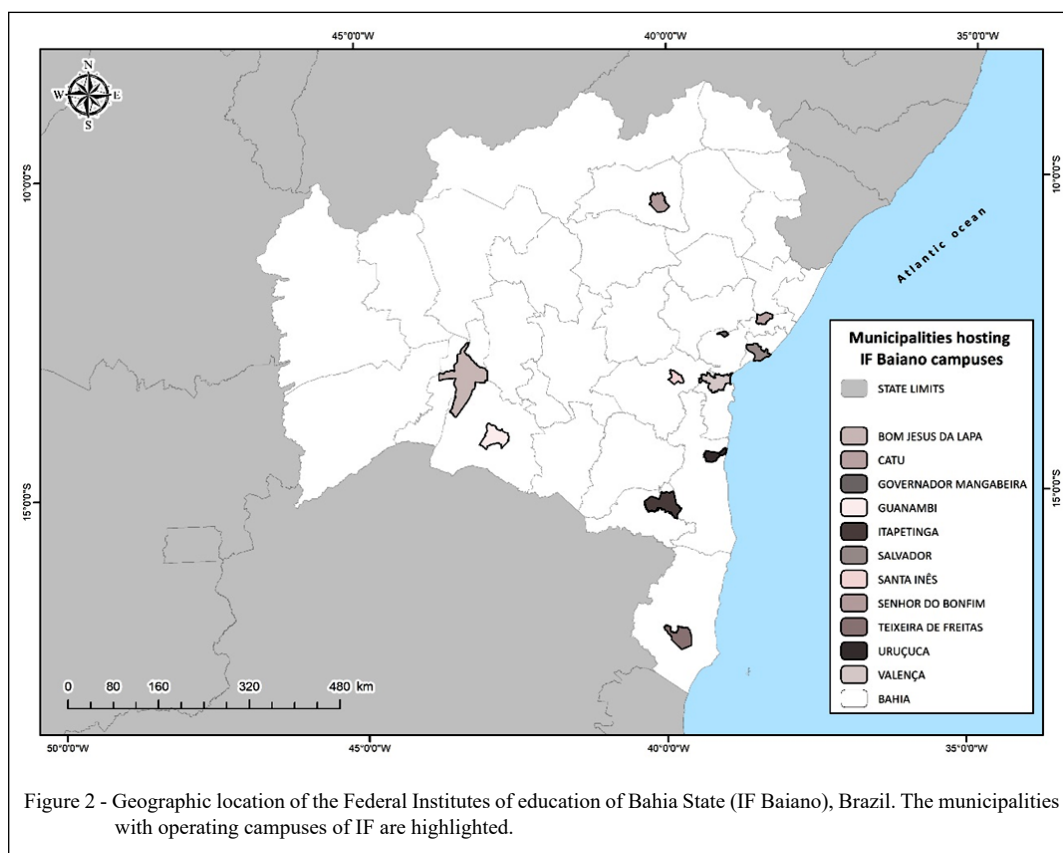 45°0'0"W 40°0'0"W 35°0'0"W
N
W E
S
10°0'0"S 10°0'0"S
Atlantic ocean
Municipalities hosting
IF Baiano campuses
STATE LIMITS
BOM JESUS DA LAPA
CATU
GOVERNADOR MANGABEIRA
GUANAMBI
ITAPETINGA
SALVADOR
SANTA INÊS
SENHOR DO BONFIM
TEIXEIRA DE FREITAS
URUÇUCA
VALENÇA
BAHIA
15°0'0"S 15°0'0"S
0 80 160 320 480 km
50°0'0"W 45°0'0"W 40°0'0"W 35°0'0"W
Figure 2 - Geographic location of the Federal Institutes of education of Bahia State (IF Baiano), Brazil. The municipalities
with operating campuses of IF are highlighted.